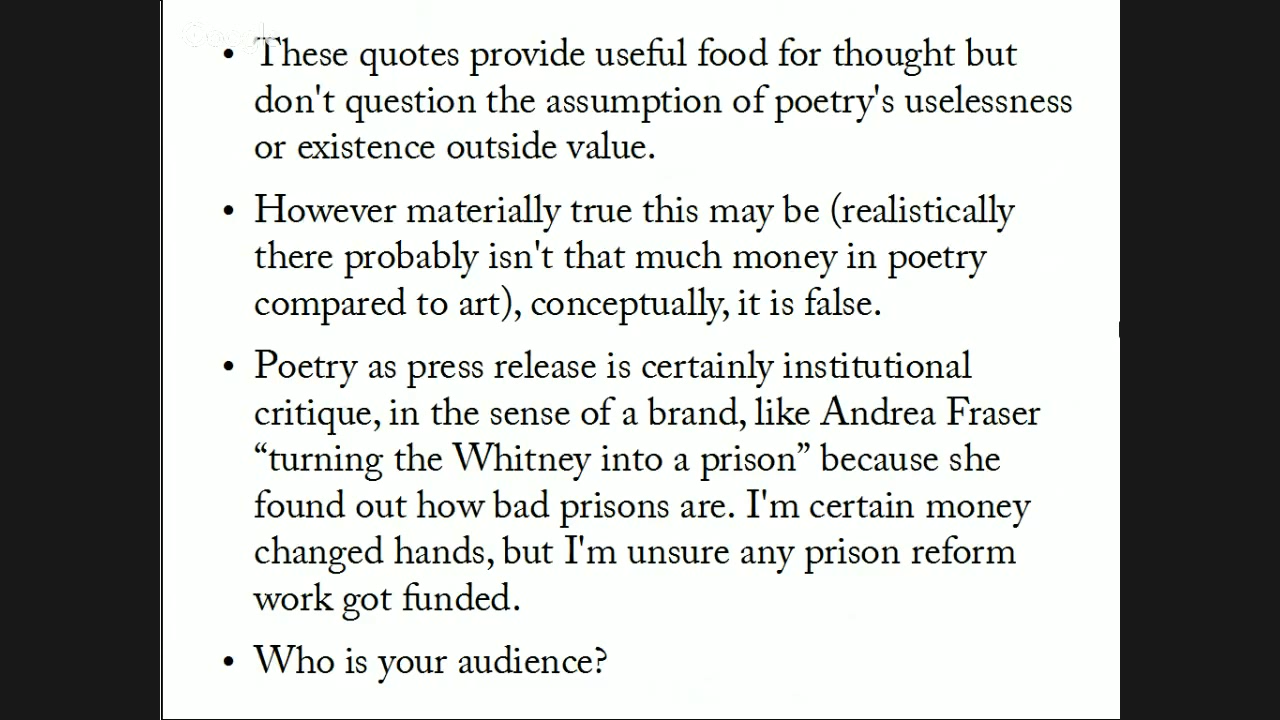 Google
• These quotes provide useful food for thought but
don't question the assumption of poetry's uselessness
or existence outside value.
• However materially true this may be (realistically
there probably isn't that much money in poetry
compared to art), conceptually, it is false.
• Poetry as press release is certainly institutional
critique, in the sense of a brand, like Andrea Fraser
“turning the Whitney into a prison” because she
found out how bad prisons are. I'm certain money
changed hands, but I'm unsure any prison reform
work got funded.
• Who is your audience?